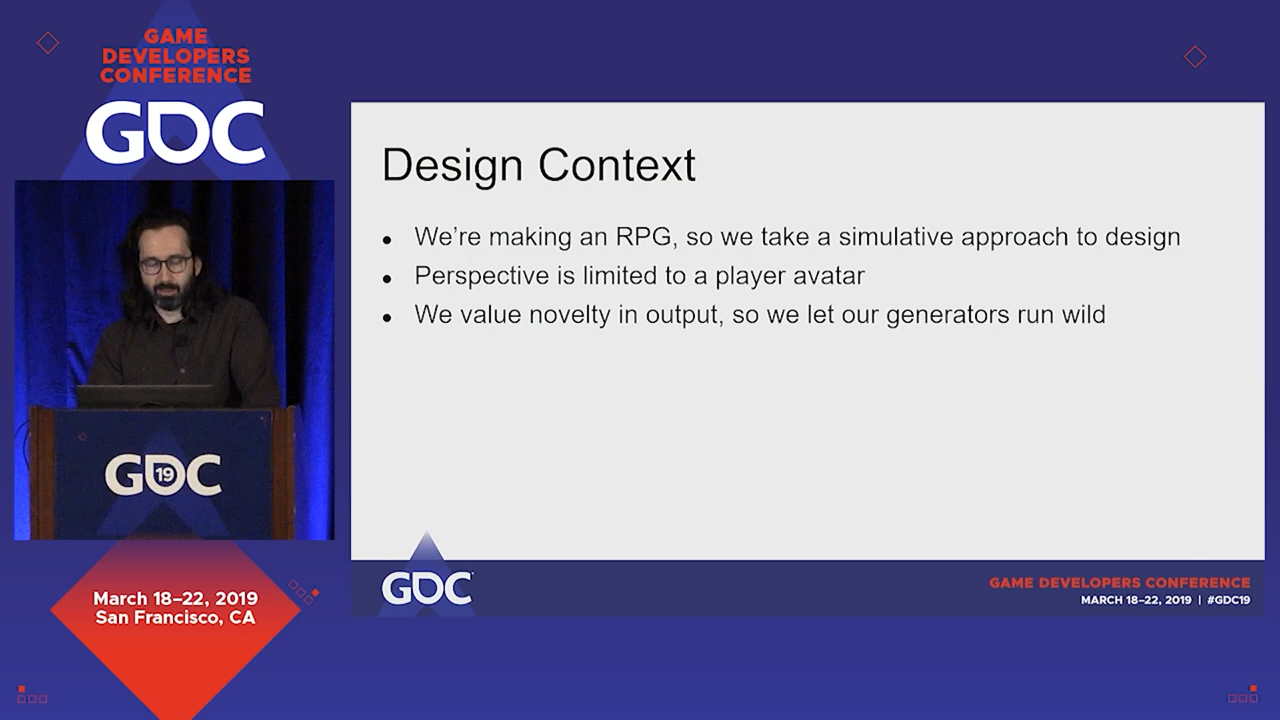 GAME
DEVELOPERS
CONFERENCE
GDC
GDC
19
March 18–22, 2019
San Francisco, CA
Design Context
● We’re making an RPG, so we take a simulative approach to design
● Perspective is limited to a player avatar
● We value novelty in output, so we let our generators run wild
GDC
GAME DEVELOPERS CONFERENCE
MARCH 18–22, 2019 | #GDC19